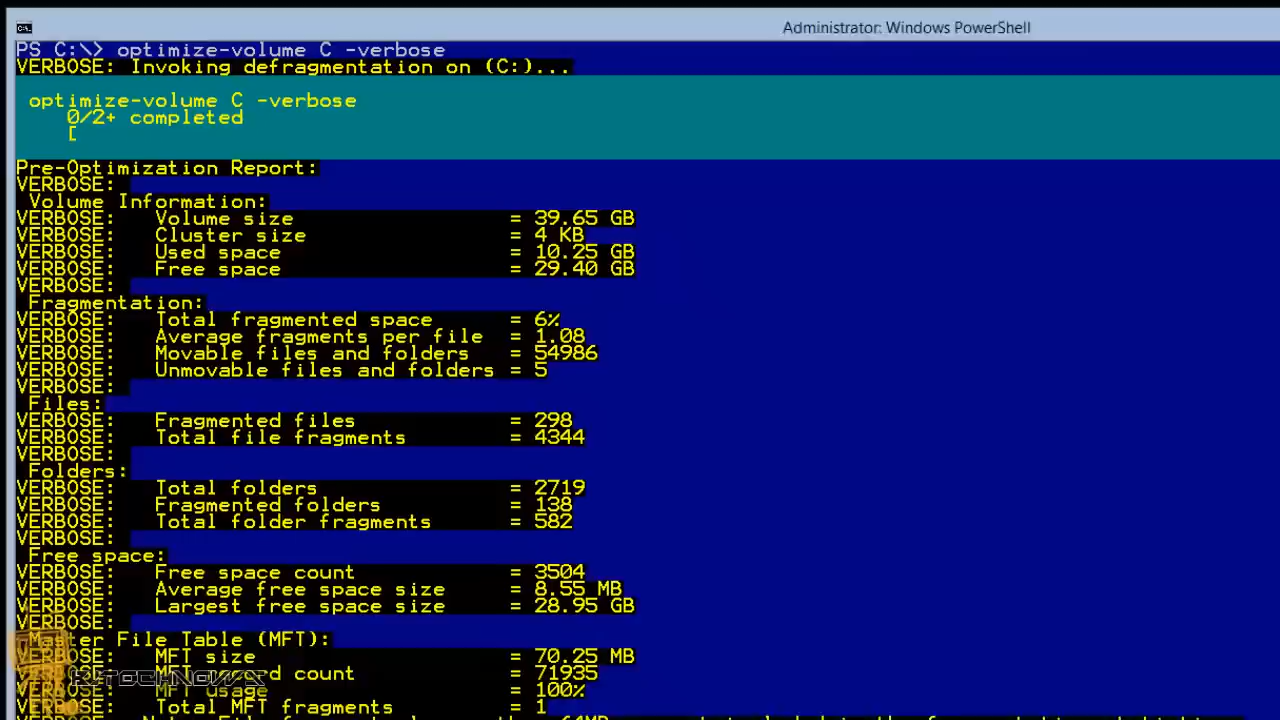 Administrator: Windows PowerShell
PS C:\> optimize-volume C -verbose
VERBOSE: Invoking defragmentation on (C:)...
optimize-volume C -verbose
0/2+ completed
[
Pre-Optimization Report:
VERBOSE:
Volume Information:
VERBOSE: Volume size = 39.65 GB
VERBOSE: Cluster size = 4 KB
VERBOSE: Used space = 10.25 GB
VERBOSE: Free space = 29.40 GB
VERBOSE:
Fragmentation:
VERBOSE: Total fragmented space = 6%
VERBOSE: Average fragments per file = 1.08
VERBOSE: Movable files and folders = 54986
VERBOSE: Unmovable files and folders = 5
VERBOSE:
Files:
VERBOSE: Fragmented files = 298
VERBOSE: Total file fragments = 4344
VERBOSE:
Folders:
VERBOSE: Total folders = 2719
VERBOSE: Fragmented folders = 138
VERBOSE: Total folder fragments = 582
VERBOSE:
Free space:
VERBOSE: Free space count = 3504
VERBOSE: Average free space size = 8.55 MB
VERBOSE: Largest free space size = 28.95 GB
VERBOSE:
Master File Table (MFT):
VERBOSE: MFT size = 70.25 MB
VERBOSE: MFT count = 71935
VERBOSE: MFT usage = 100%
VERBOSE: Total MFT fragments = 1